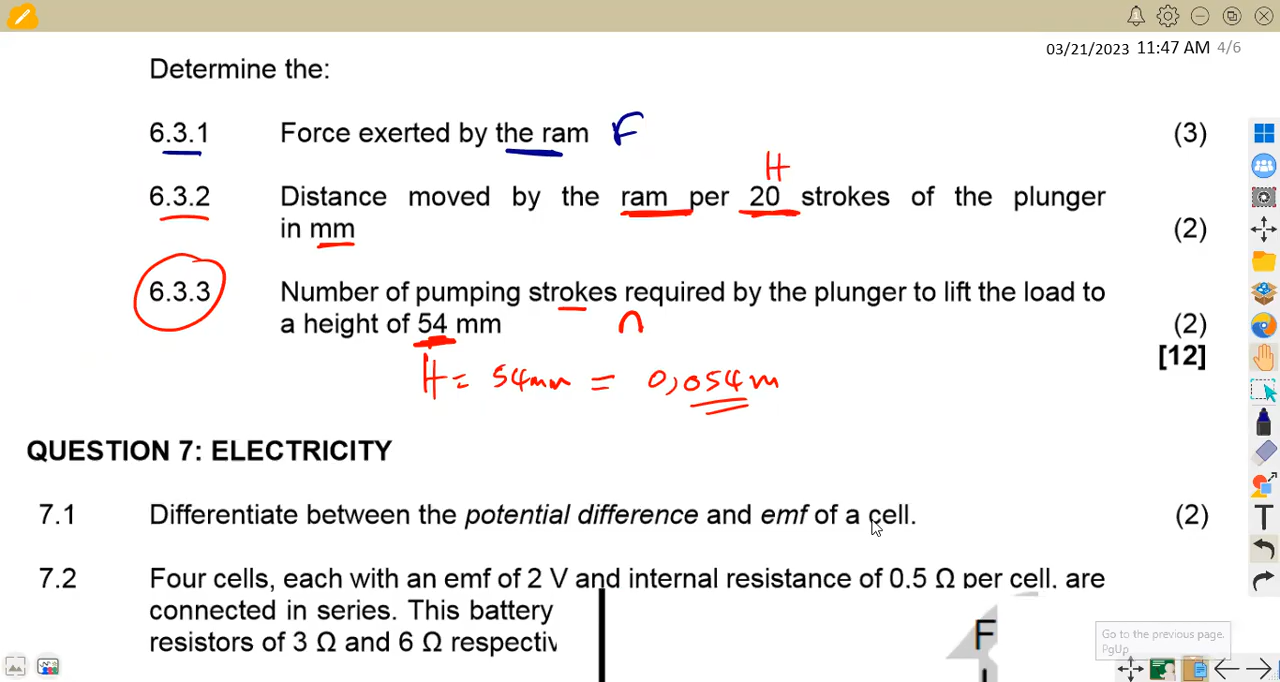 03/21/2023 11:47 AM 4/6
Determine the:
6.3.1 Force exerted by the ram F (3)
H
6.3.2 Distance moved by the ram per 20 strokes of the plunger
in mm (2)
6.3.3 Number of pumping strokes required by the plunger to lift the load to
a height of 54 mm n (2)
[12]
H = 54mm = 0,054m
QUESTION 7: ELECTRICITY
7.1 Differentiate between the potential difference and emf of a cell. (2)
7.2 Four cells, each with an emf of 2 V and internal resistance of 0.5 Ω per cell, are
connected in series. This battery
resistors of 3 Ω and 6 Ω respectiv
F
Go to the previous page.
PgUp
T